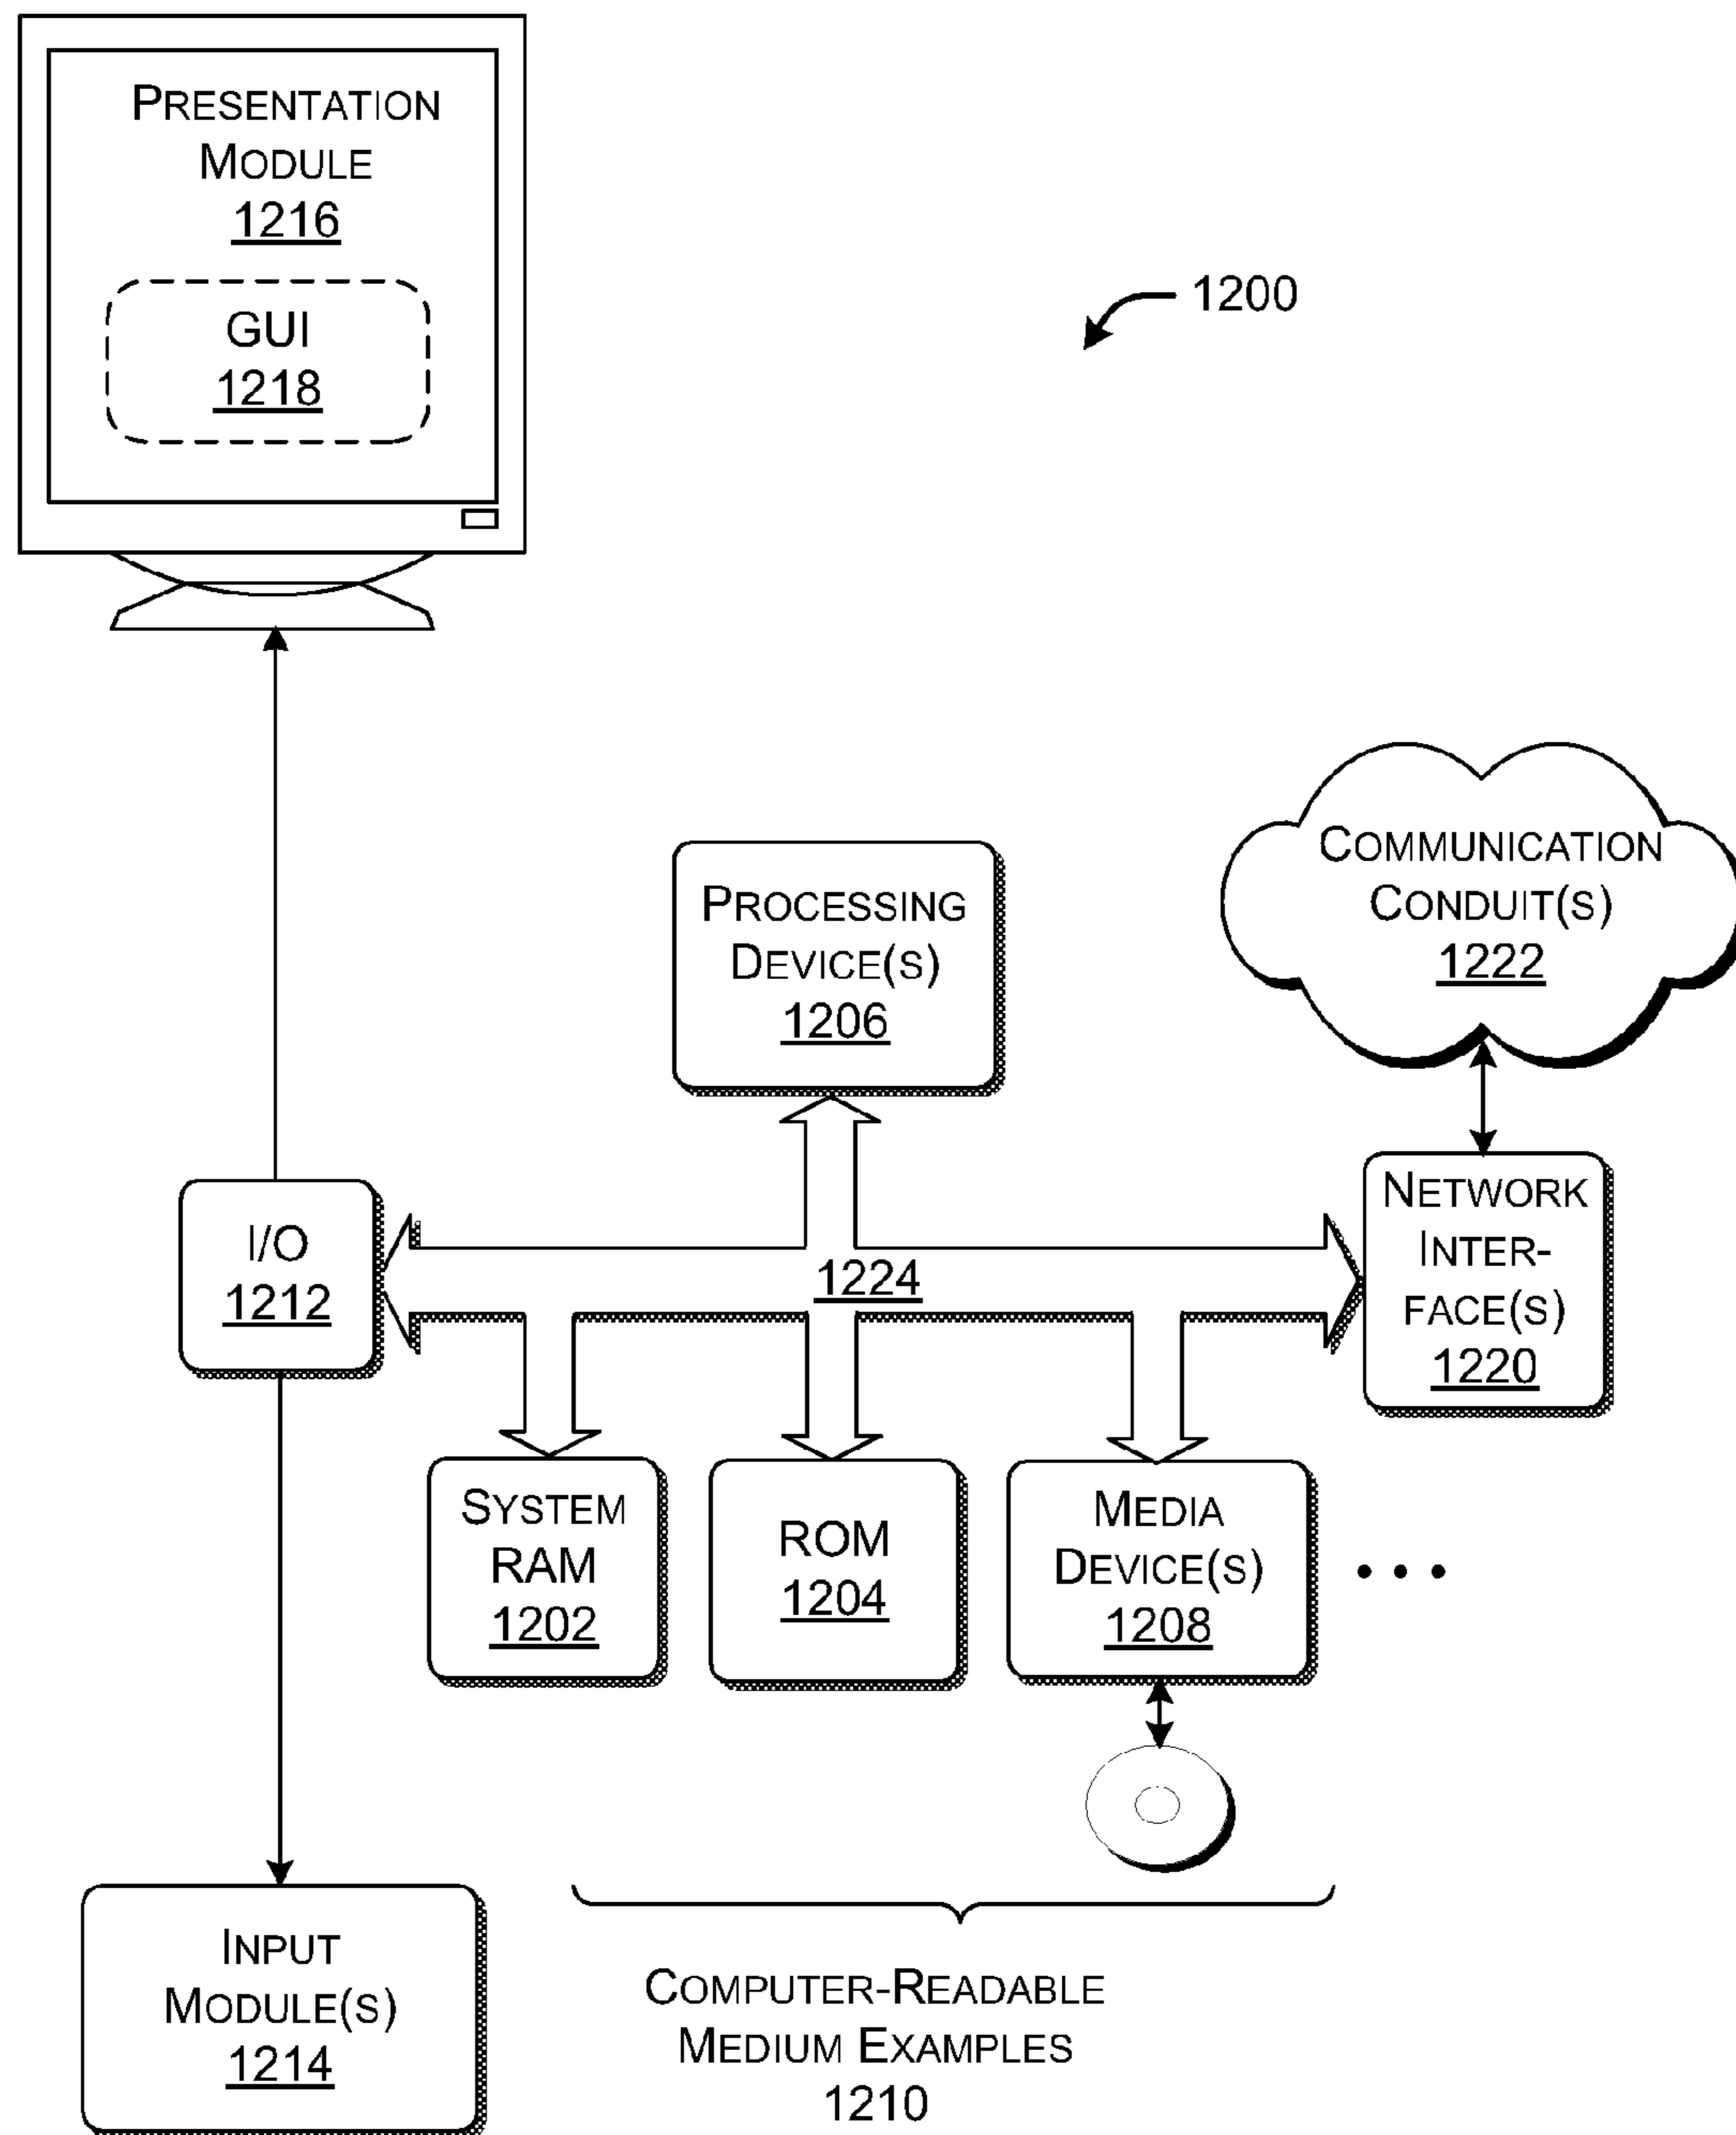 PRESENTATION
MODULE
1216
GUI
1218
1200
COMMUNICATION
CONDUIT(S)
1222
PROCESSING
DEVICE(S)
1206
NETWORK
INTER-
FACE(S)
1220
I/O
1212
1224
SYSTEM
RAM
1202
ROM
1204
MEDIA
DEVICE(S)
1208
• • •
INPUT
MODULE(S)
1214
COMPUTER-READABLE
MEDIUM EXAMPLES
1210